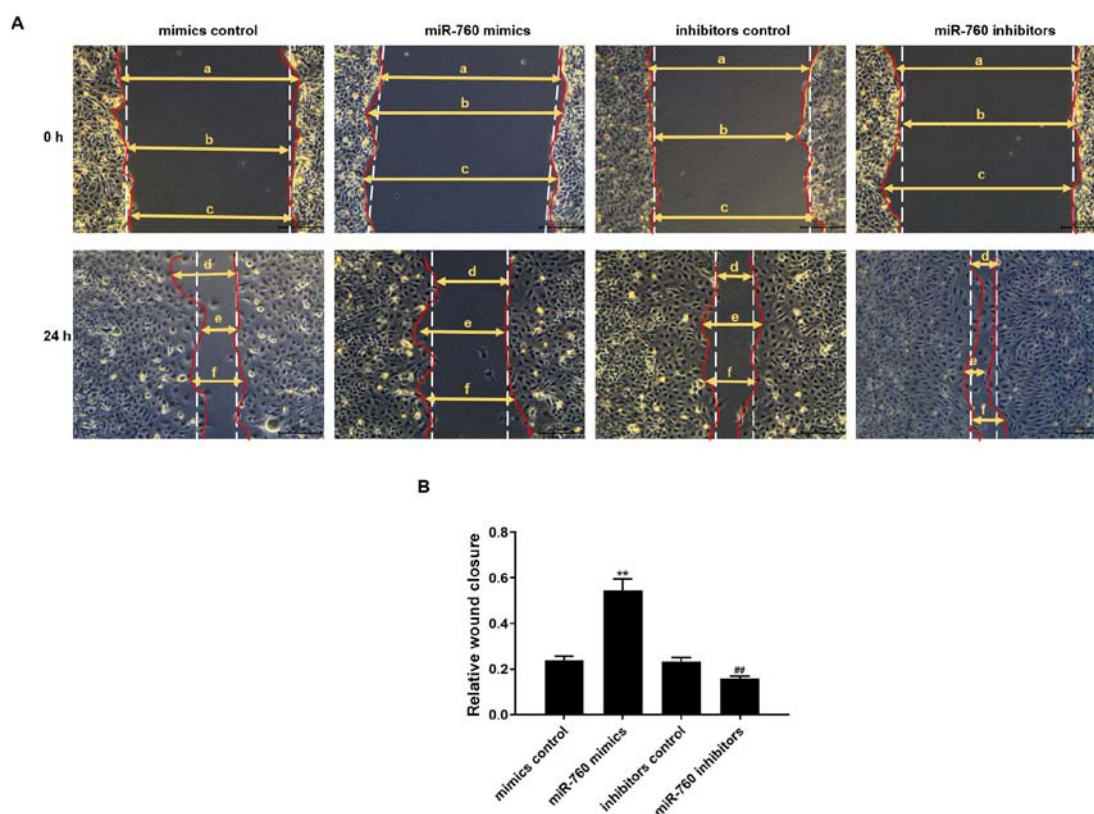 A
mimics control
miR-760 mimics
inhibitors control
miR-760 inhibitors
0 h
a
b
c
a
b
c
a
b
c
a
b
c
24 h
d
e
f
d
e
f
d
e
f
d
e
f
B
Relative wound closure
0.8
0.6
0.4
0.2
0.0
**
##
mimics control
miR-760 mimics
inhibitors control
miR-760 inhibitors